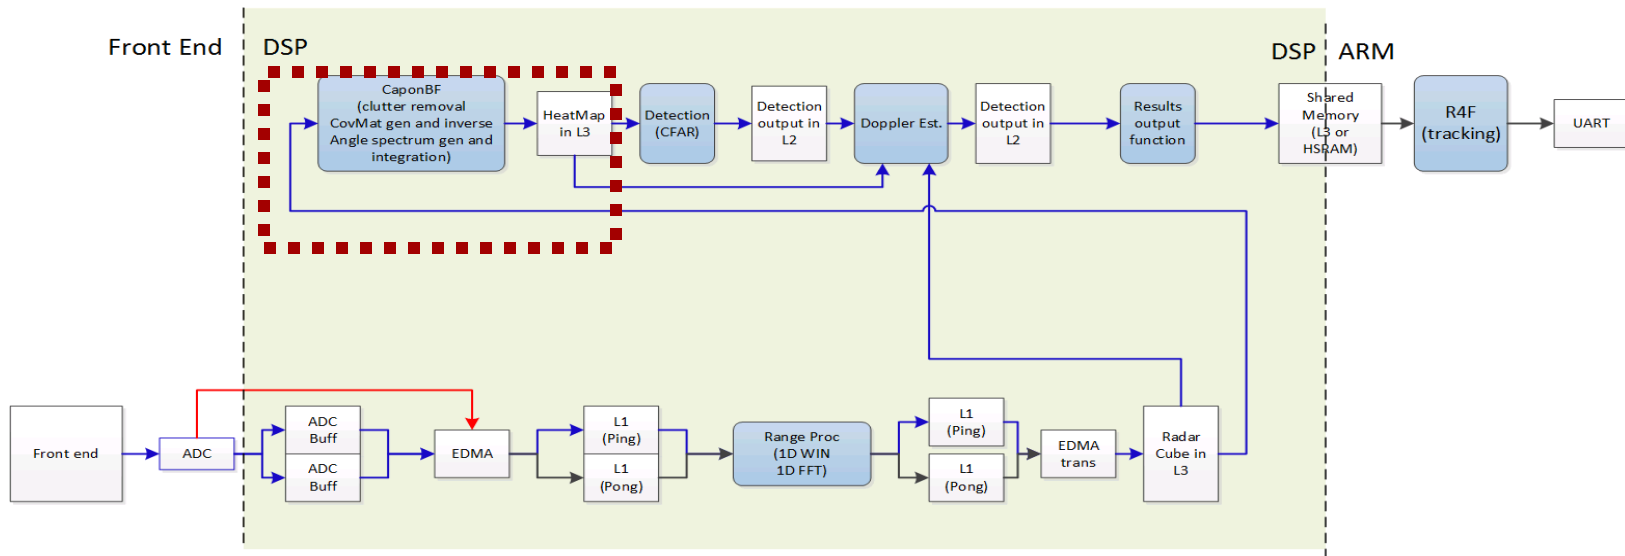 Front End
DSP
DSP
ARM
CaponBF
(clutter removal
CovMat gen and inverse
Angle spectrum gen and
integration)
HeatMap
in L3
Detection
(CFAR)
Detection
output in
L2
Doppler Est.
Detection
output in
L2
Results
output
function
Shared
Memory
(L3 or
HSRAM)
R4F
(tracking)
UART
Front end
ADC
ADC
Buff
ADC
Buff
EDMA
L1
(Ping)
L1
(Pong)
Range Proc
(1D WIN
1D FFT)
L1
(Ping)
L1
(Pong)
EDMA
trans
Radar
Cube in
L3